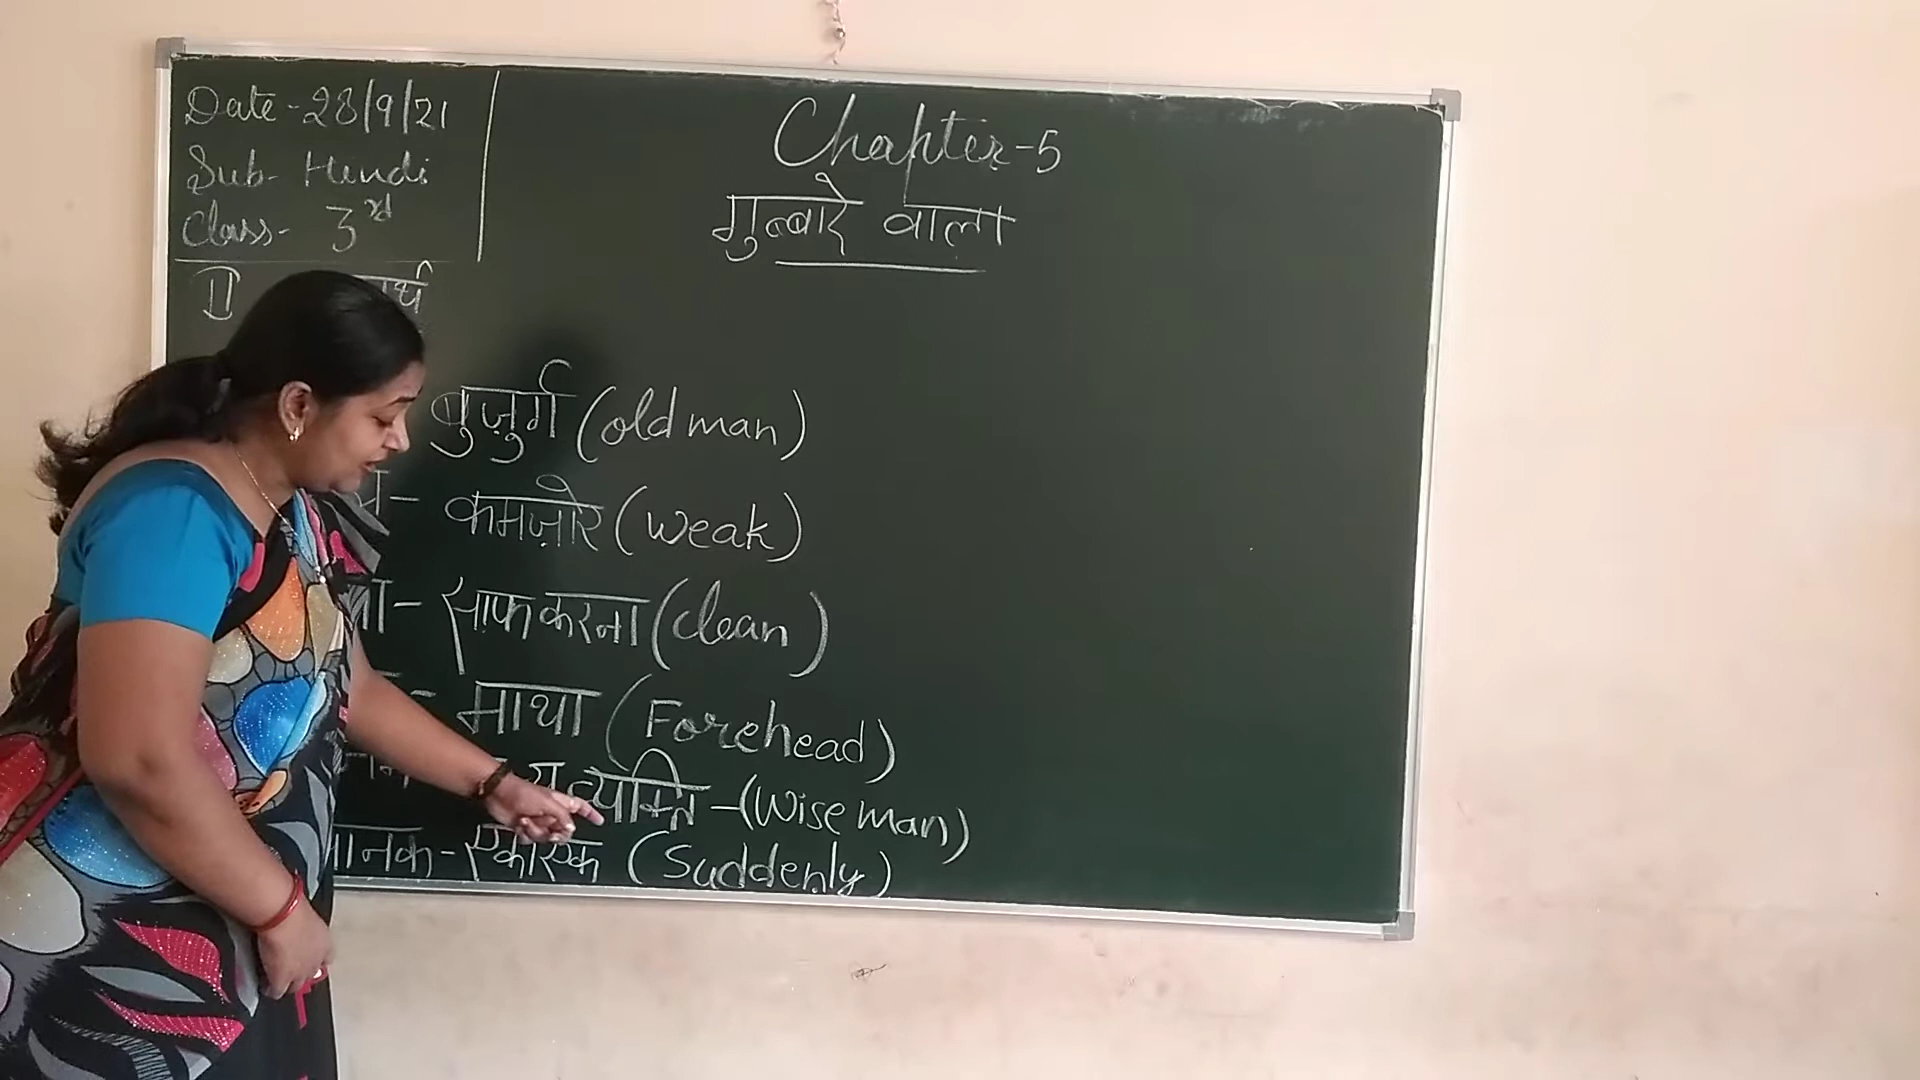 Date - 28/9/21
Sub- Hindi
Class- 3rd
Chapter-5
गुब्बारे वाला
II
बुज़ुर्ग (old man)
कमज़ोर (weak)
साफ करना (clean)
माथा (Forehead)
व्यक्ति - (Wise man)
एकाएक (Suddenly)